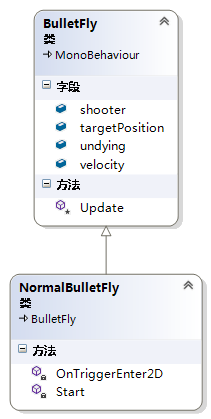 BulletFly
类
MonoBehaviour
字段
shooter
targetPosition
undying
velocity
方法
Update
NormalBulletFly
类
BulletFly
方法
OnTriggerEnter2D
Start